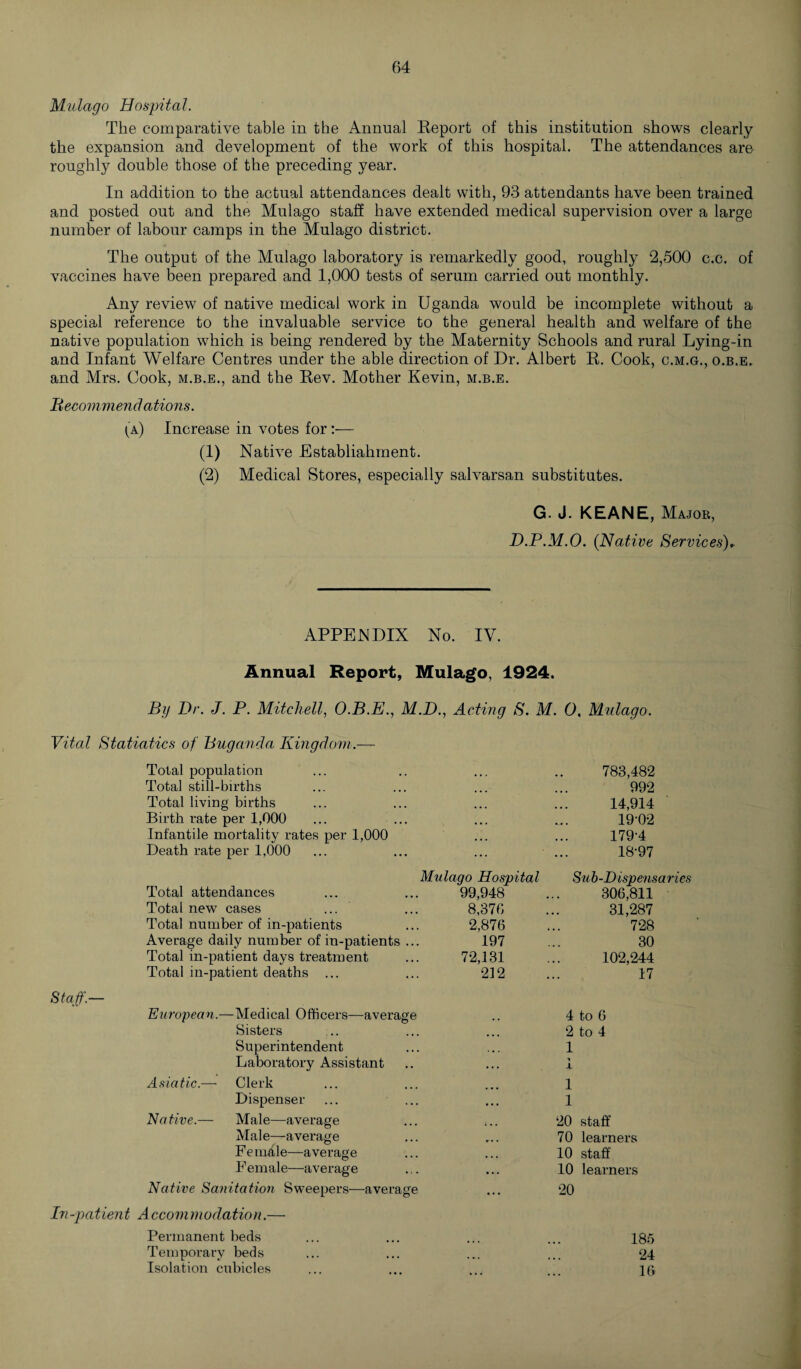 64
Mulago Hospital.
The comparative table in the Annual Report of this institution shows clearly
the expansion and development of the work of this hospital. The attendances are
roughly double those of the preceding year.
In addition to the actual attendances dealt with, 93 attendants have been trained
and posted out and the Mulago staff have extended medical supervision over a large
number of labour camps in the Mulago district.
The output of the Mulago laboratory is remarkedly good, roughly 2,500 c.c. of
vaccines have been prepared and 1,000 tests of serum carried out monthly.
Any review of native medical work in Uganda would be incomplete without a
special reference to the invaluable service to the general health and welfare of the
native population which is being rendered by the Maternity Schools and rural Lying-in
and Infant Welfare Centres under the able direction of Dr. Albert R. Cook, C.M.G., O.B.E.
and Mrs. Cook, M.B.E., and the Rev. Mother Kevin, M.B.E.
Recommendations.
(A) Increase in votes for:—
(1) Native Establiahment.
(2) Medical Stores, especially salvarsan substitutes.
G. J. KEANE, MAJOR,
D.P.M.O. (Native Services).
APPENDIX No. IV.
Annual Report, Mulago, 1924.
By Dr. J. P. Mitchell, O.B.E., M.D., Acting S. M. O, Mulago.
Vital Statiatics of Buganda Kingdom.—
Total population ... .. ... .. 783,482
Total still-births ... ... ... ... 992
Total living births ... ... ... ... 14,914
Birth rate per 1,000 ... ... ... ... 19·02
Infantile mortality rates per 1,000 ... ... 179·4
Death rate per 1,000 ... ... ... ... 18·97
Mulago Hospital Sub-Dispensaries
Total attendances ... ... 99,948 ... 306,811
Total new cases ... ... 8,376 ... 31,287
Total number of in-patients ... 2,876 ... 728
Average daily number of in-patients ... 197 ... 30
Total in-patient days treatment ... 72,131 ... 102,244
Total in-patient deaths ... ... 212 ... 17
Staff.—
European.—Medical Officers—average .. 4 to 6
Sisters .. ... ... 2 to 4
Superintendent ... ... 1
Laboratory Assistant .. ... 1
Asiatic.— Clerk ... ... ... 1
Dispenser ... ... ... 1
Native.— Male—average ... ... 20 staff
Male—average ... ... 70 learners
Female—average ... ... 10 staff
Female—average ... ... 10 learners
Native Sanitation Sweepers—average ... 20
In-patient Accommodation.—
Permanent beds ... ... ... ... 185
Temporary beds ... ... ... ... 24
Isolation cubicles ... ... ... ... 16